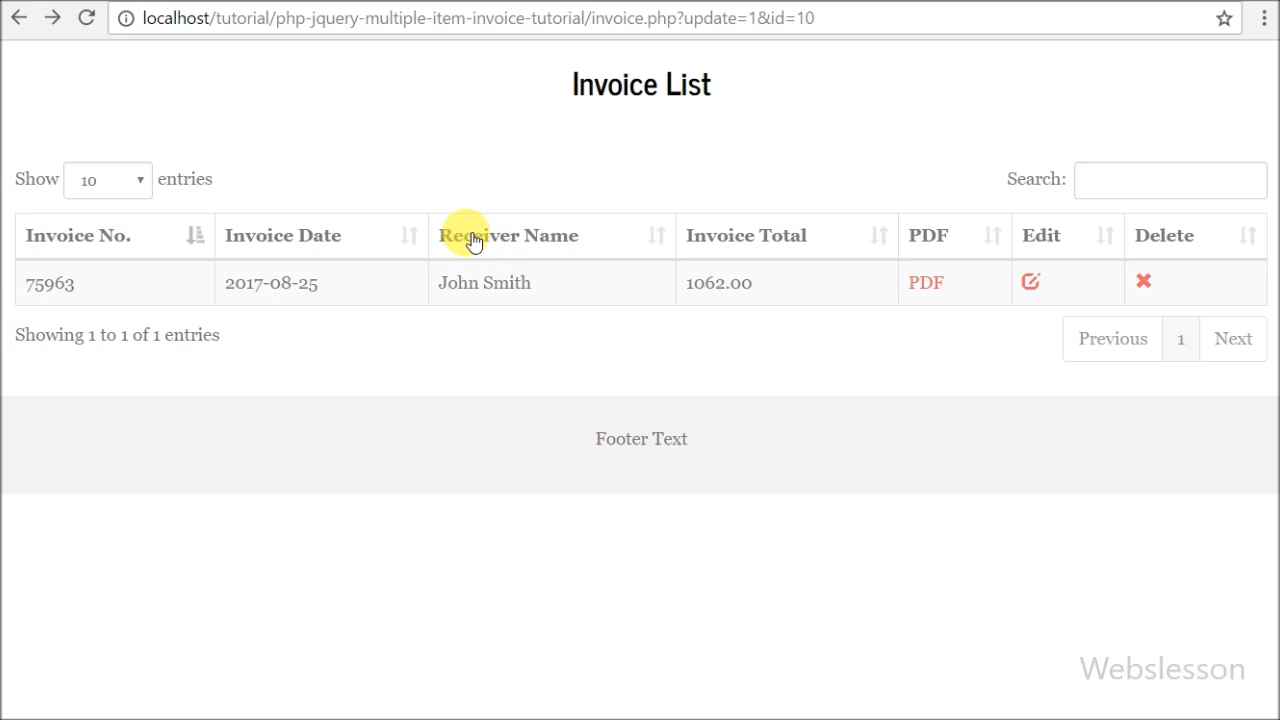 localhost/tutorial/php-jquery-multiple-item-invoice-tutorial/invoice.php?update=1&id=10
Invoice List
Show 10 entries Search:
Invoice No. Invoice Date Receiver Name Invoice Total PDF Edit Delete
75963 2017-08-25 John Smith 1062.00 PDF
Showing 1 to 1 of 1 entries Previous 1 Next
Footer Text
Webslesson